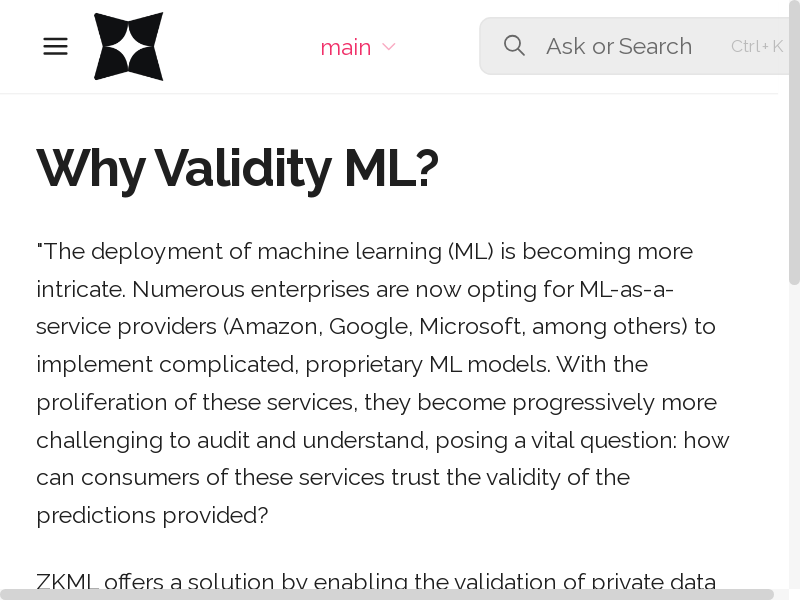 main
Ask or Search
Ctrl+ K
Why Validity ML?
"The deployment of machine learning (ML) is becoming more
intricate. Numerous enterprises are now opting for ML-as-a-
service providers (Amazon, Google, Microsoft, among others) to
implement complicated, proprietary ML models. With the
proliferation of these services, they become progressively more
challenging to audit and understand, posing a vital question: how
can consumers of these services trust the validity of the
predictions provided?
ZKML offers a solution by enabling the validation of private data